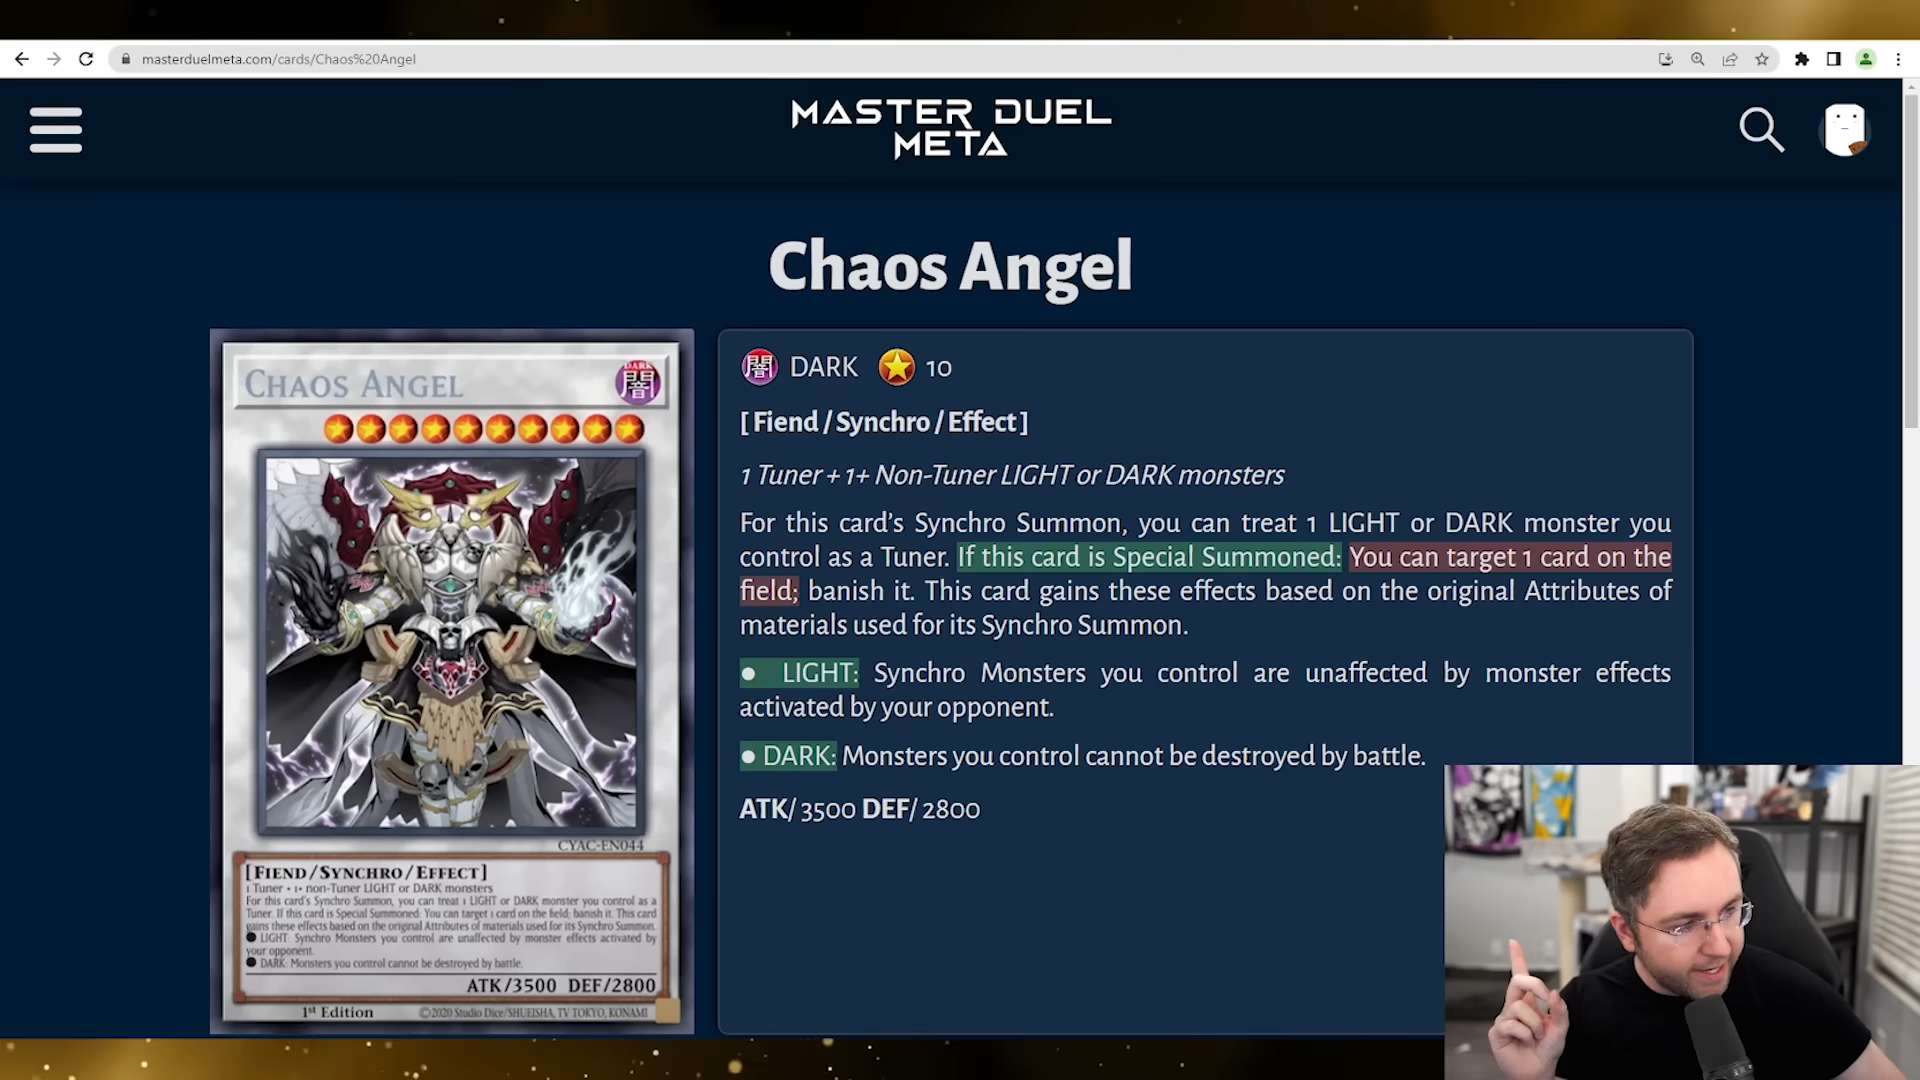 masterduelmeta.com/cards/Chaos%20Angel
MASTER DUEL
META
Chaos Angel
CHAOS ANGEL
DARK
闇
CYAC-EN044
[FIEND/SYNCHRO/EFFECT]
1 Tuner + 1+ non-Tuner LIGHT or DARK monsters
For this card's Synchro Summon, you can treat 1 LIGHT or DARK monster you control as a
Tuner. If this card is Special Summoned: You can target 1 card on the field; banish it. This card
gains these effects based on the original Attributes of materials used for its Synchro Summon.
● LIGHT: Synchro Monsters you control are unaffected by monster effects activated by
your opponent.
● DARK: Monsters you control cannot be destroyed by battle.
ATK/3500 DEF/2800
1st Edition ©2020 Studio Dice/SHUEISHA, TV TOKYO, KONAMI
闇 DARK 10
[ Fiend / Synchro / Effect ]
1 Tuner + 1+ Non-Tuner LIGHT or DARK monsters
For this card's Synchro Summon, you can treat 1 LIGHT or DARK monster you
control as a Tuner. If this card is Special Summoned: You can target 1 card on the
field; banish it. This card gains these effects based on the original Attributes of
materials used for its Synchro Summon.
● LIGHT: Synchro Monsters you control are unaffected by monster effects
activated by your opponent.
● DARK: Monsters you control cannot be destroyed by battle.
ATK/ 3500 DEF/ 2800